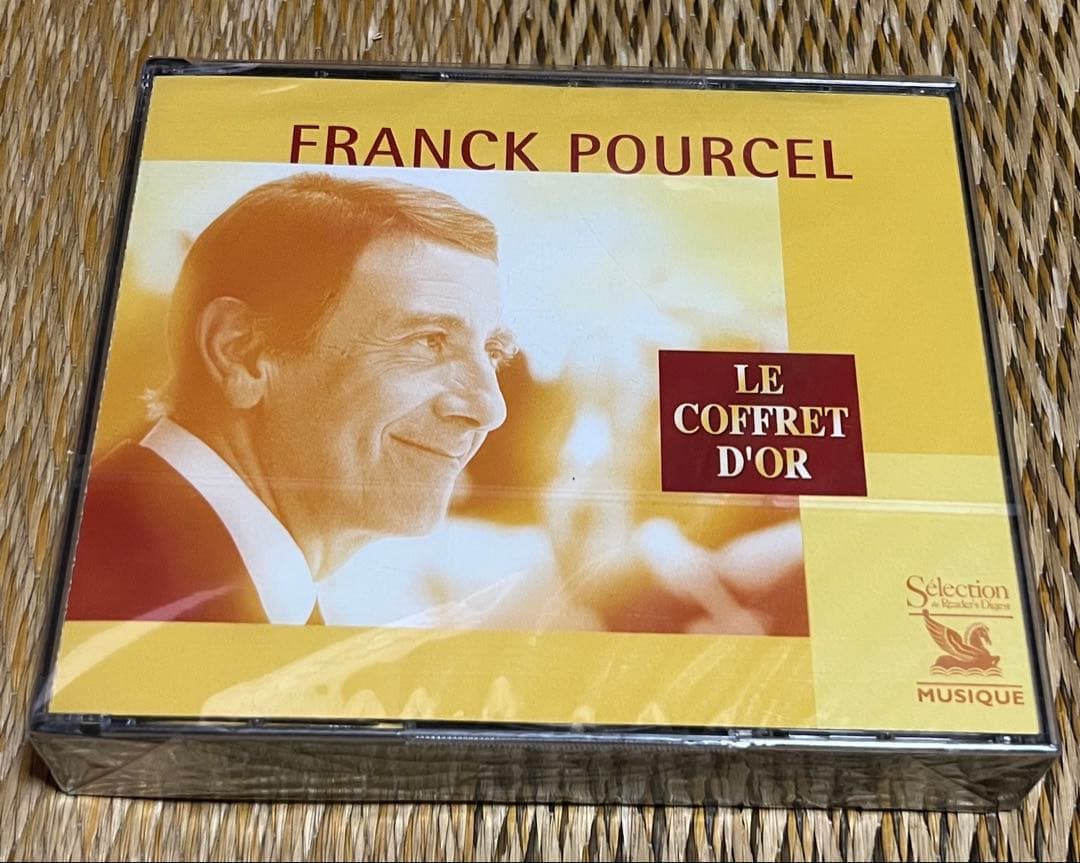 FRANCK POURCEL
LE
COFFRET
D'OR
Sélection
du Reader's Digest
MUSIQUE